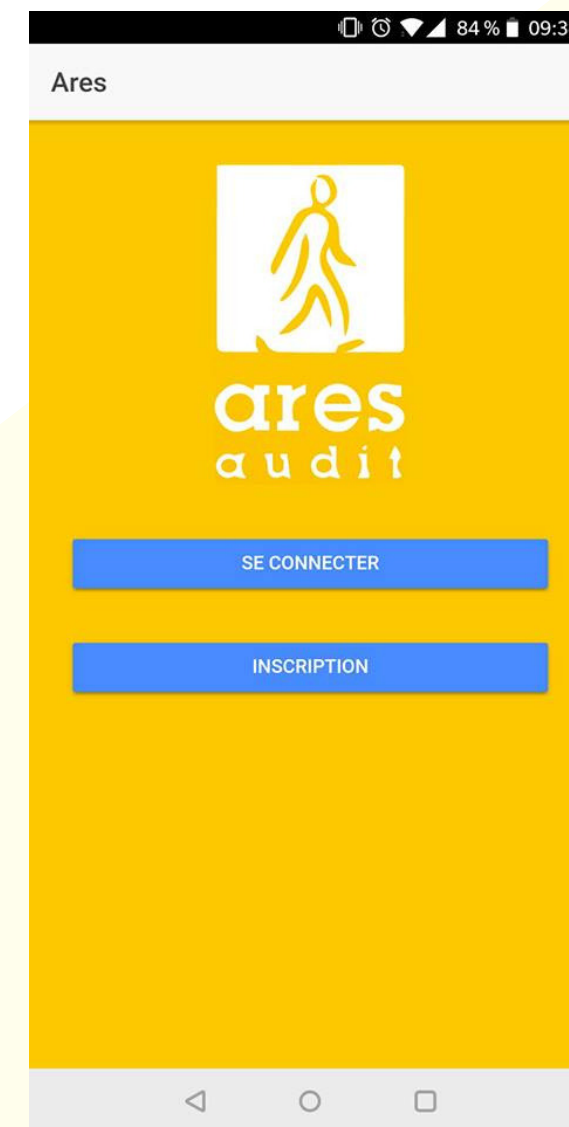 84 % 09:3
Ares
ares
audit
SE CONNECTER
INSCRIPTION